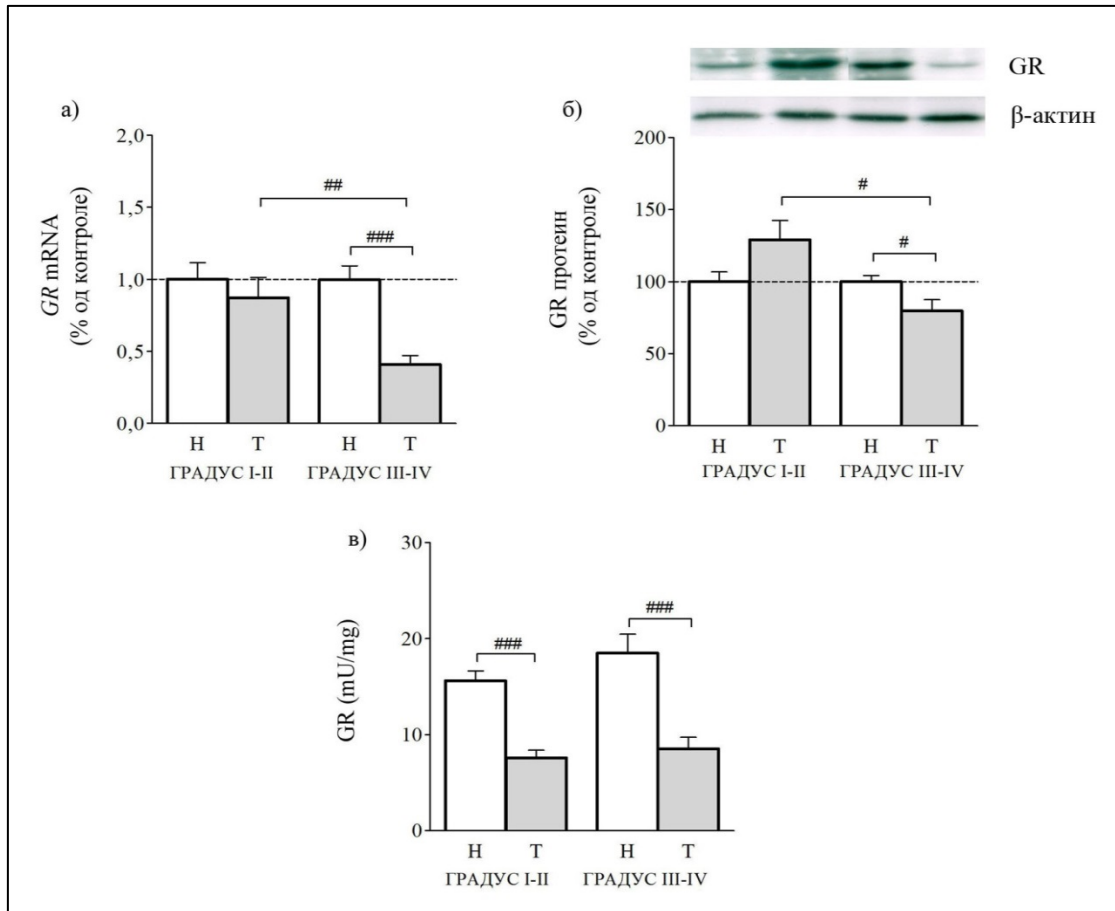 GR
β-актин
а)
2,0
1,5
1,0
0,5
0,0
GR mRNA
(% од контроле)
##
###
Н Т Н Т
ГРАДУС I-II ГРАДУС III-IV
б)
200
150
100
50
0
GR протеин
(% од контроле)
#
#
Н Т Н Т
ГРАДУС I-II ГРАДУС III-IV
в)
30
20
10
0
GR (mU/mg)
###
###
Н Т Н Т
ГРАДУС I-II ГРАДУС III-IV